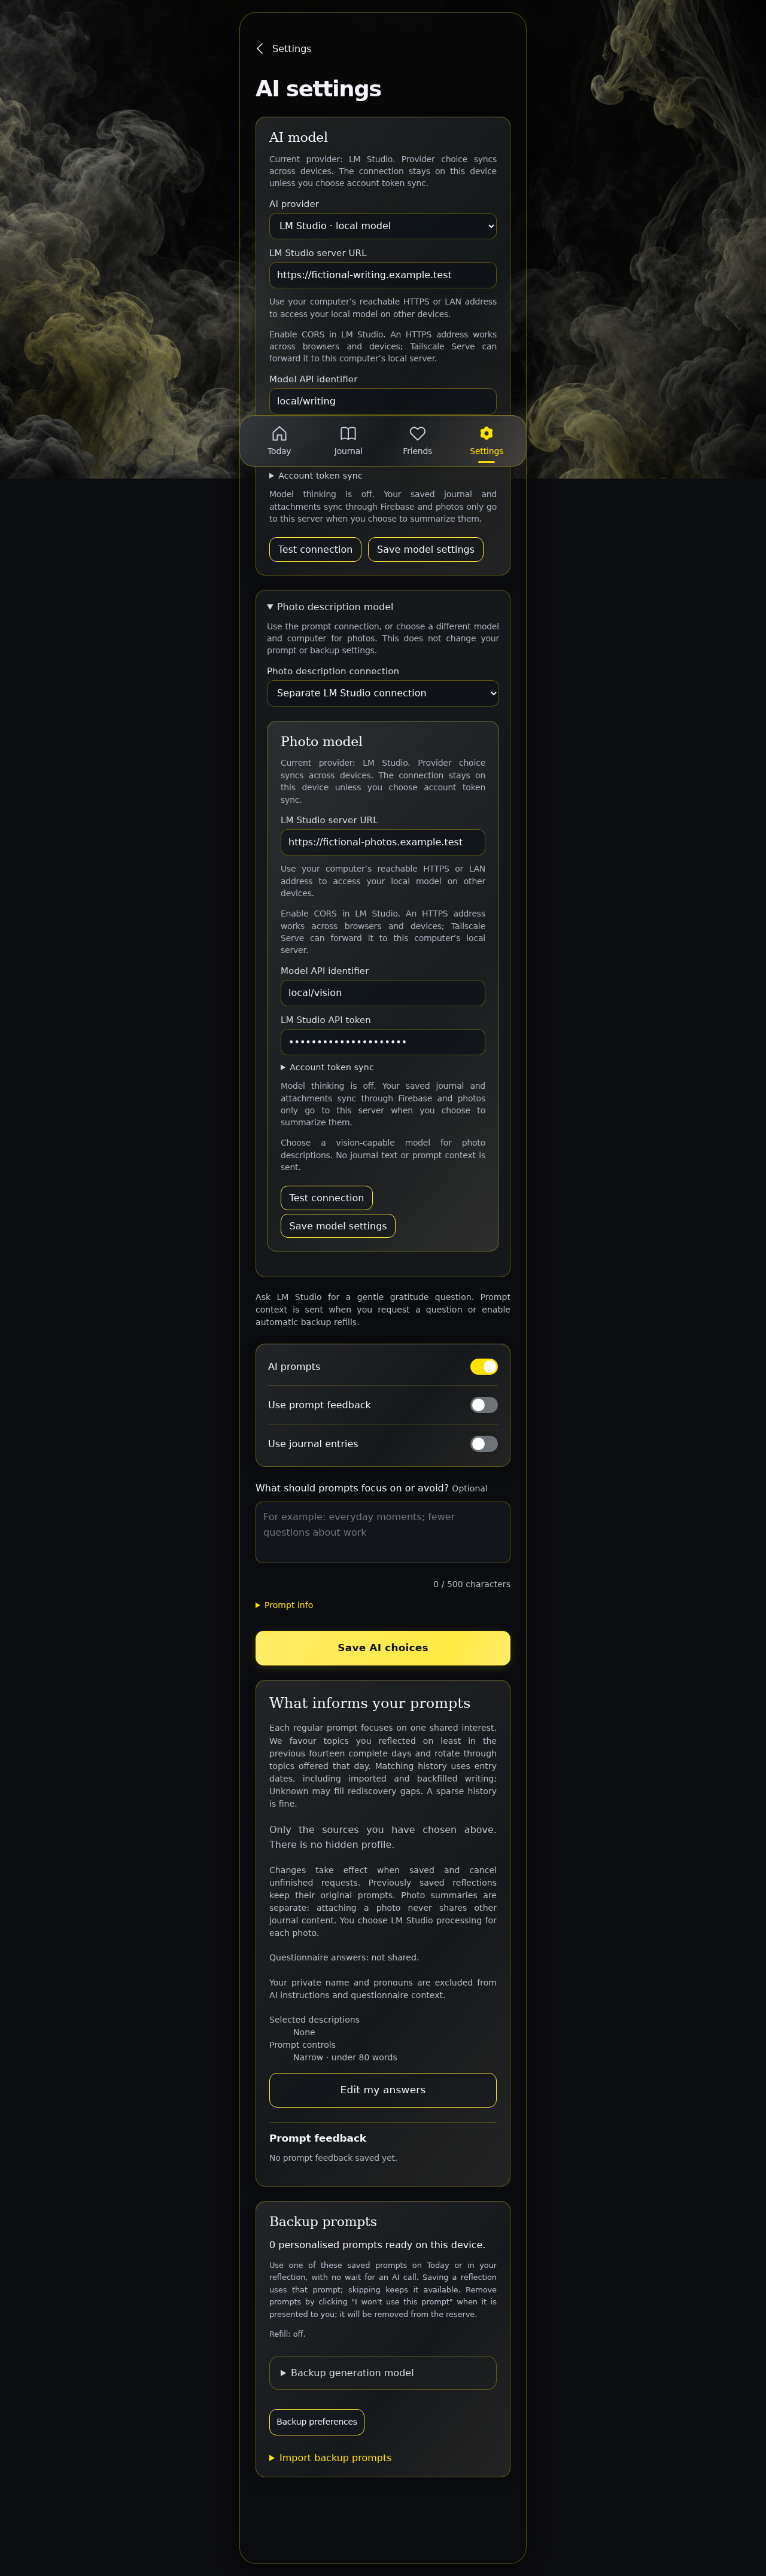 Settings
AI settings
AI model
Current provider: LM Studio. Provider choice syncs
across devices. The connection stays on this device
unless you choose account token sync.
AI provider
LM Studio · local model
LM Studio server URL
https://fictional-writing.example.test
Use your computer’s reachable HTTPS or LAN address
to access your local model on other devices.
Enable CORS in LM Studio. An HTTPS address works
across browsers and devices; Tailscale Serve can
forward it to this computer’s local server.
Model API identifier
local/writing
Today
Journal
Friends
Settings
▶ Account token sync
Model thinking is off. Your saved journal and
attachments sync through Firebase and photos only go
to this server when you choose to summarize them.
Test connection
Save model settings
▼ Photo description model
Use the prompt connection, or choose a different model
and computer for photos. This does not change your
prompt or backup settings.
Photo description connection
Separate LM Studio connection
Photo model
Current provider: LM Studio. Provider choice
syncs across devices. The connection stays on
this device unless you choose account token
sync.
LM Studio server URL
https://fictional-photos.example.test
Use your computer’s reachable HTTPS or LAN
address to access your local model on other
devices.
Enable CORS in LM Studio. An HTTPS address
works across browsers and devices; Tailscale
Serve can forward it to this computer’s local
server.
Model API identifier
local/vision
LM Studio API token
•••••••••••••••••••••
▶ Account token sync
Model thinking is off. Your saved journal and
attachments sync through Firebase and photos
only go to this server when you choose to
summarize them.
Choose a vision-capable model for photo
descriptions. No journal text or prompt context is
sent.
Test connection
Save model settings
Ask LM Studio for a gentle gratitude question. Prompt
context is sent when you request a question or enable
automatic backup refills.
AI prompts
Use prompt feedback
Use journal entries
What should prompts focus on or avoid? Optional
For example: everyday moments; fewer
questions about work
0 / 500 characters
▶ Prompt info
Save AI choices
What informs your prompts
Each regular prompt focuses on one shared interest.
We favour topics you reflected on least in the
previous fourteen complete days and rotate through
topics offered that day. Matching history uses entry
dates, including imported and backfilled writing;
Unknown may fill rediscovery gaps. A sparse history
is fine.
Only the sources you have chosen above.
There is no hidden profile.
Changes take effect when saved and cancel
unfinished requests. Previously saved reflections
keep their original prompts. Photo summaries are
separate: attaching a photo never shares other
journal content. You choose LM Studio processing for
each photo.
Questionnaire answers: not shared.
Your private name and pronouns are excluded from
AI instructions and questionnaire context.
Selected descriptions
None
Prompt controls
Narrow · under 80 words
Edit my answers
Prompt feedback
No prompt feedback saved yet.
Backup prompts
0 personalised prompts ready on this device.
Use one of these saved prompts on Today or in your
reflection, with no wait for an AI call. Saving a reflection
uses that prompt; skipping keeps it available. Remove
prompts by clicking "I won't use this prompt" when it is
presented to you; it will be removed from the reserve.
Refill: off.
▶ Backup generation model
Backup preferences
▶ Import backup prompts